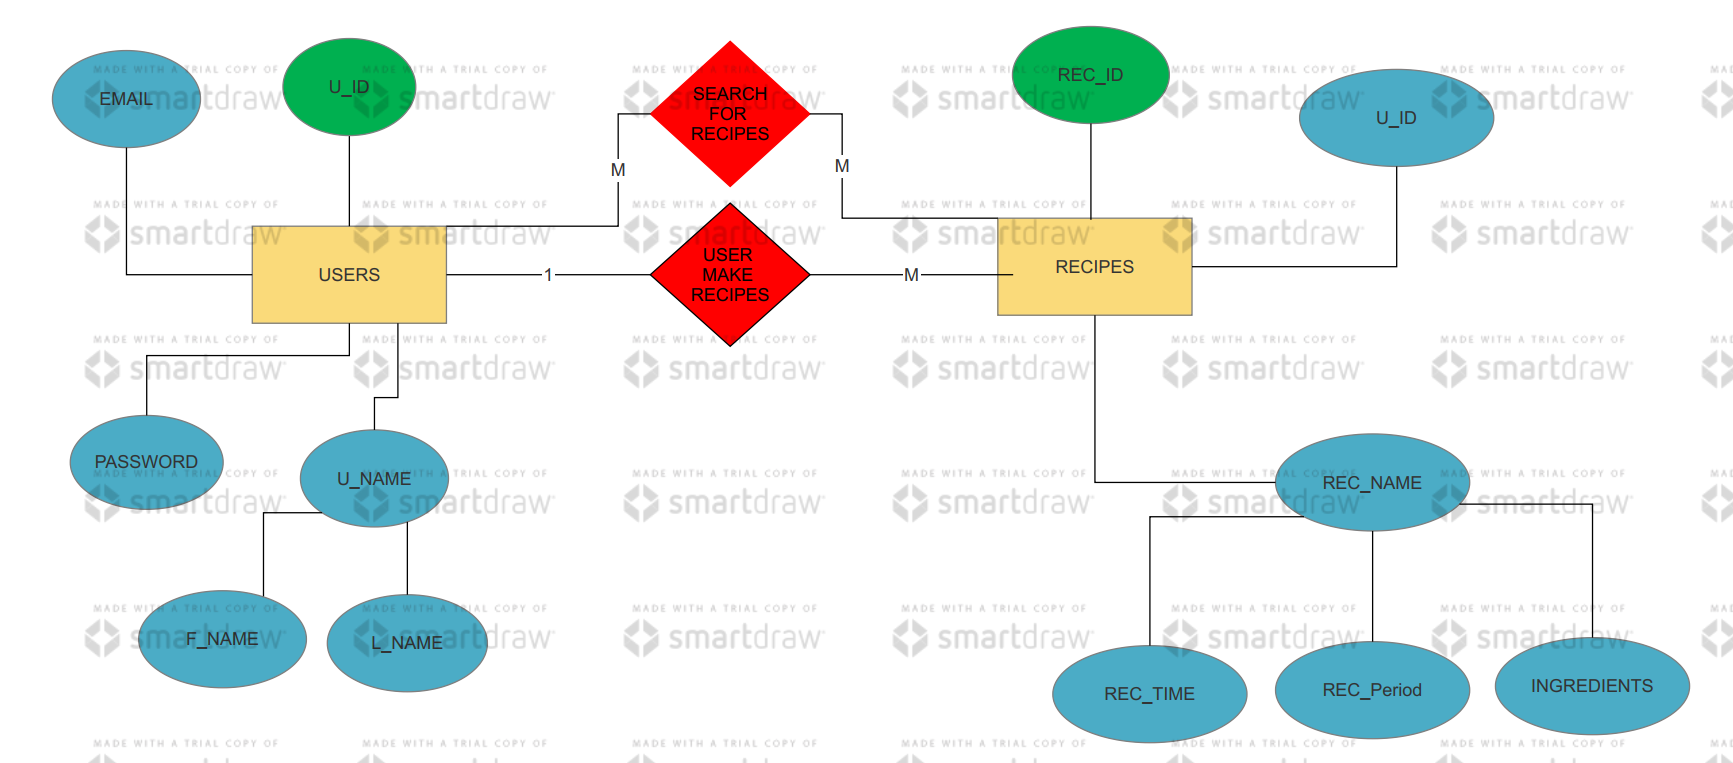 EMAIL
U_ID
SEARCH
FOR
RECIPES
REC_ID
U_ID
M
M
USERS
1
USER
MAKE
RECIPES
M
RECIPES
PASSWORD
U_NAME
REC_NAME
F_NAME
L_NAME
REC_TIME
REC_Period
INGREDIENTS
MADE WITH A TRIAL COPY OF
smartdraw